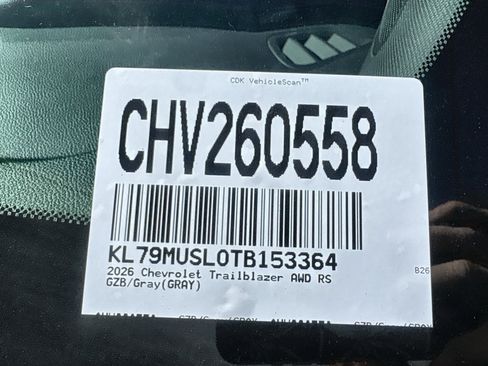 CDK VehicleScan™
CHV260558
KL79MUSL0TB153364
2026 Chevrolet Trailblazer AWD RS
GZB/Gray(GRAY)
B26